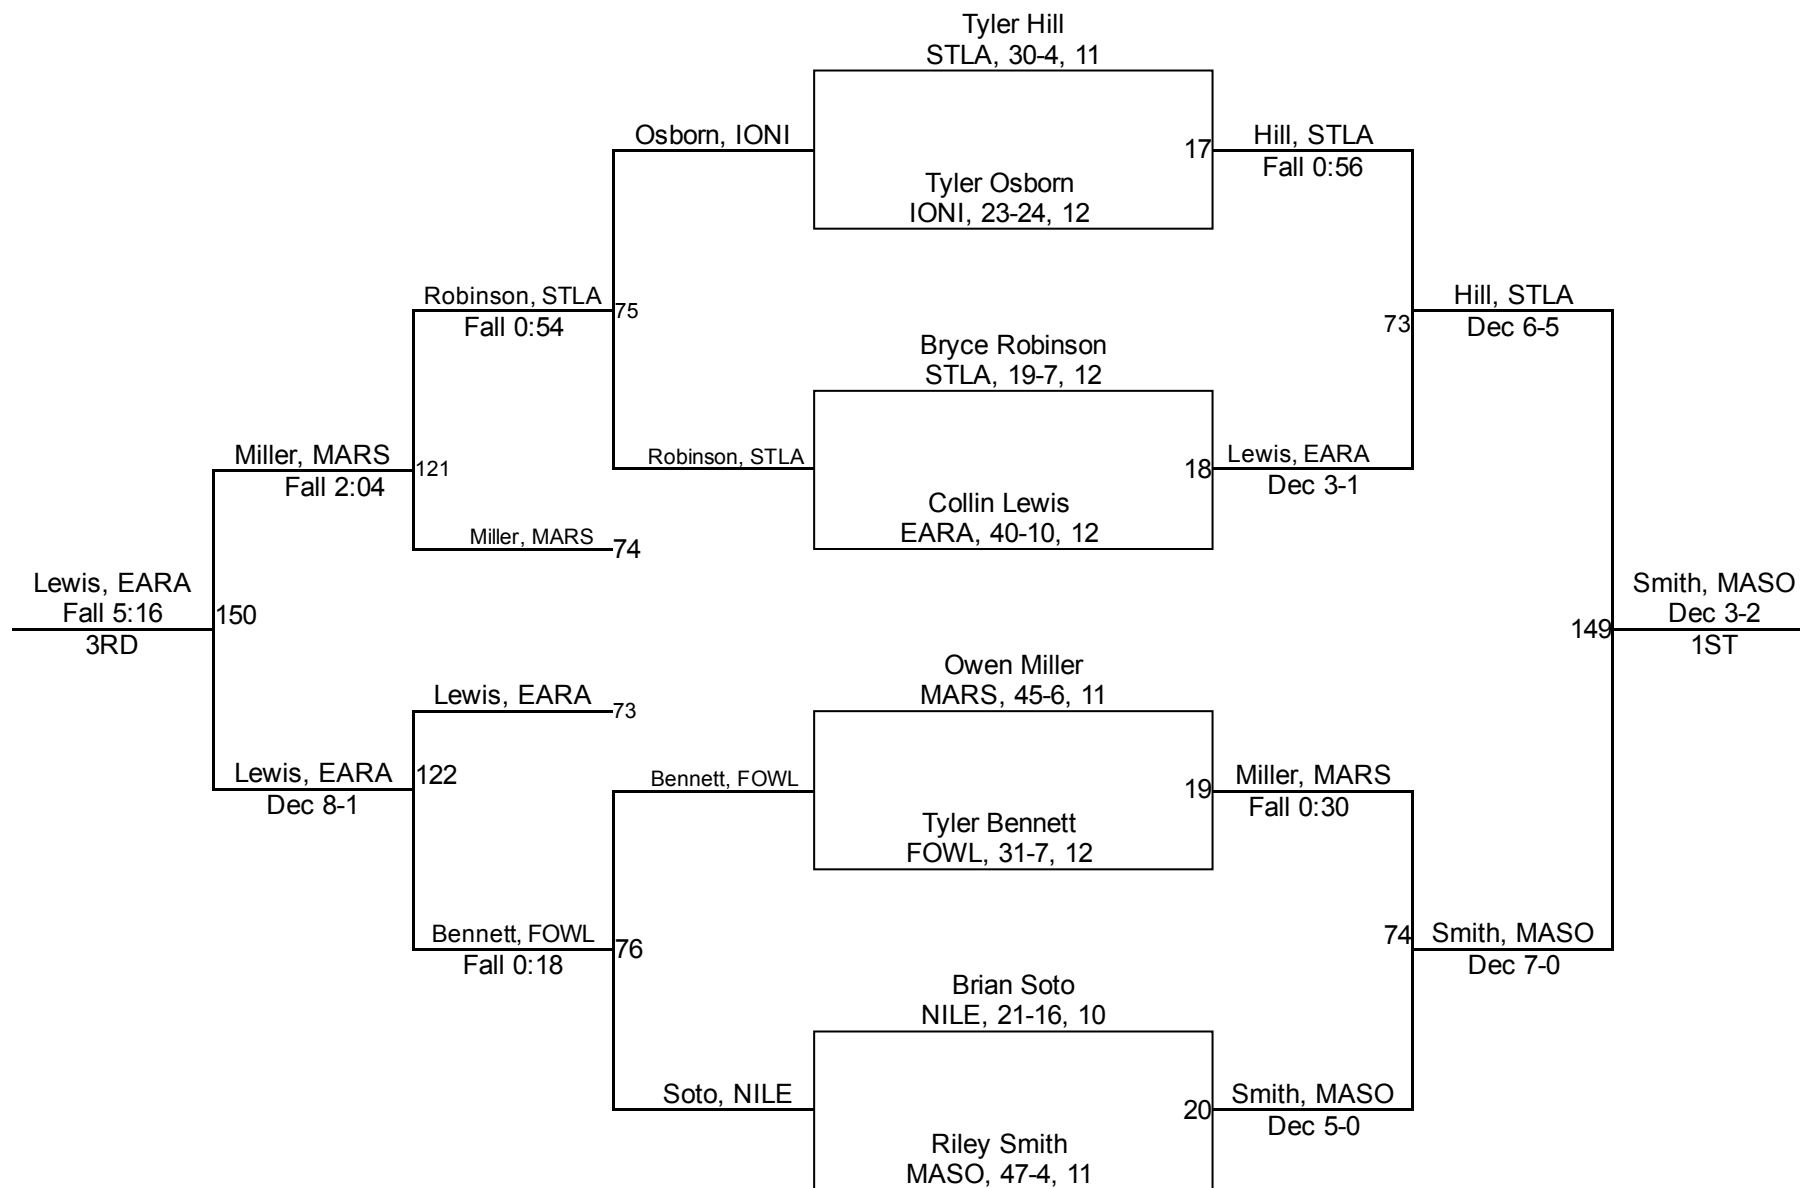 Tyler Hill
STLA, 30-4, 11
Osborn, IONI
17
Hill, STLA
Fall 0:56
Tyler Osborn
IONI, 23-24, 12
Robinson, STLA
Fall 0:54
75
73
Hill, STLA
Dec 6-5
Bryce Robinson
STLA, 19-7, 12
Miller, MARS
Fall 2:04
121
Robinson, STLA
18
Lewis, EARA
Dec 3-1
Collin Lewis
EARA, 40-10, 12
Miller, MARS
74
Lewis, EARA
Fall 5:16
3RD
150
149
Smith, MASO
Dec 3-2
1ST
Owen Miller
MARS, 45-6, 11
Lewis, EARA
73
Lewis, EARA
Dec 8-1
122
Bennett, FOWL
19
Miller, MARS
Fall 0:30
Tyler Bennett
FOWL, 31-7, 12
Bennett, FOWL
Fall 0:18
76
74
Smith, MASO
Dec 7-0
Brian Soto
NILE, 21-16, 10
Soto, NILE
20
Smith, MASO
Dec 5-0
Riley Smith
MASO, 47-4, 11